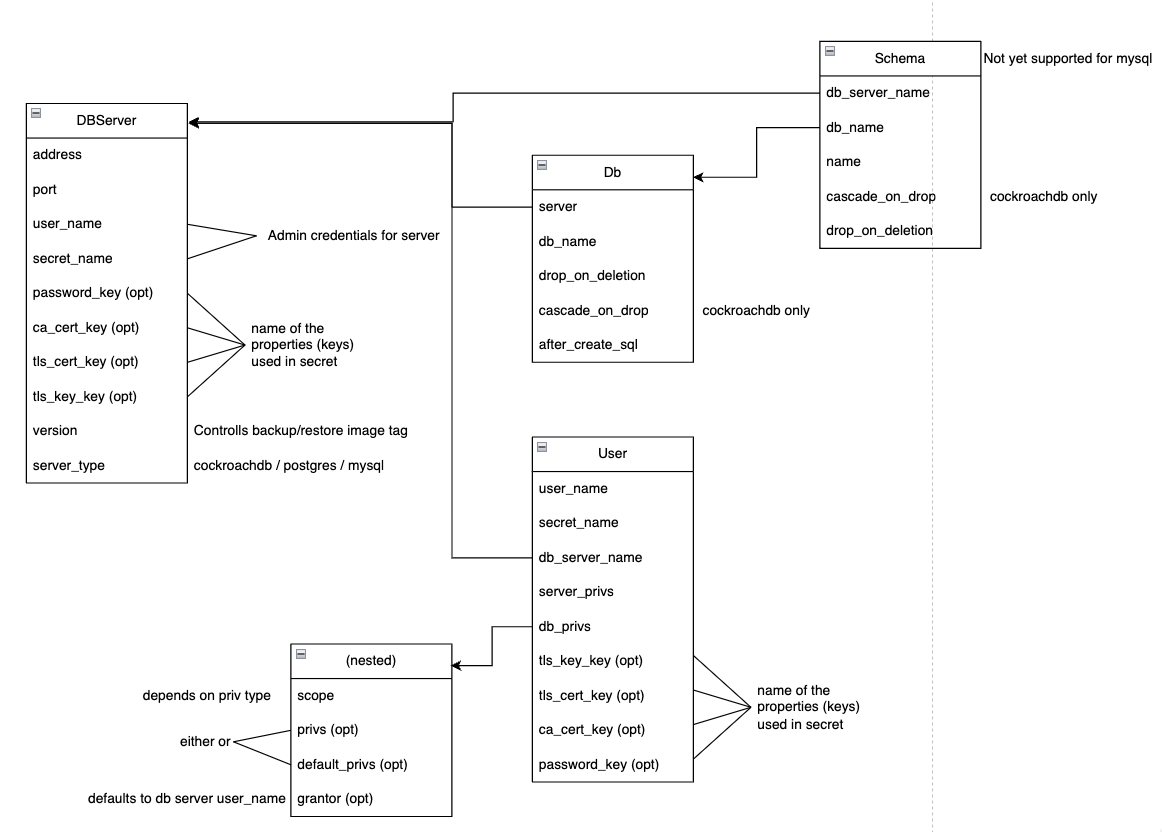 Schema
Not yet supported for mysql
db_server_name
db_name
name
cascade_on_drop
cockroachdb only
drop_on_deletion
DBServer
address
port
user_name
secret_name
Admin credentials for server
password_key (opt)
ca_cert_key (opt)
tls_cert_key (opt)
tls_key_key (opt)
name of the
properties (keys)
used in secret
version
Controlls backup/restore image tag
server_type
cockroachdb / postgres / mysql
Db
server
db_name
drop_on_deletion
cascade_on_drop
cockroachdb only
after_create_sql
User
user_name
secret_name
db_server_name
server_privs
db_privs
tls_key_key (opt)
tls_cert_key (opt)
ca_cert_key (opt)
password_key (opt)
name of the
properties (keys)
used in secret
(nested)
depends on priv type
scope
either or
privs (opt)
default_privs (opt)
defaults to db server user_name
grantor (opt)